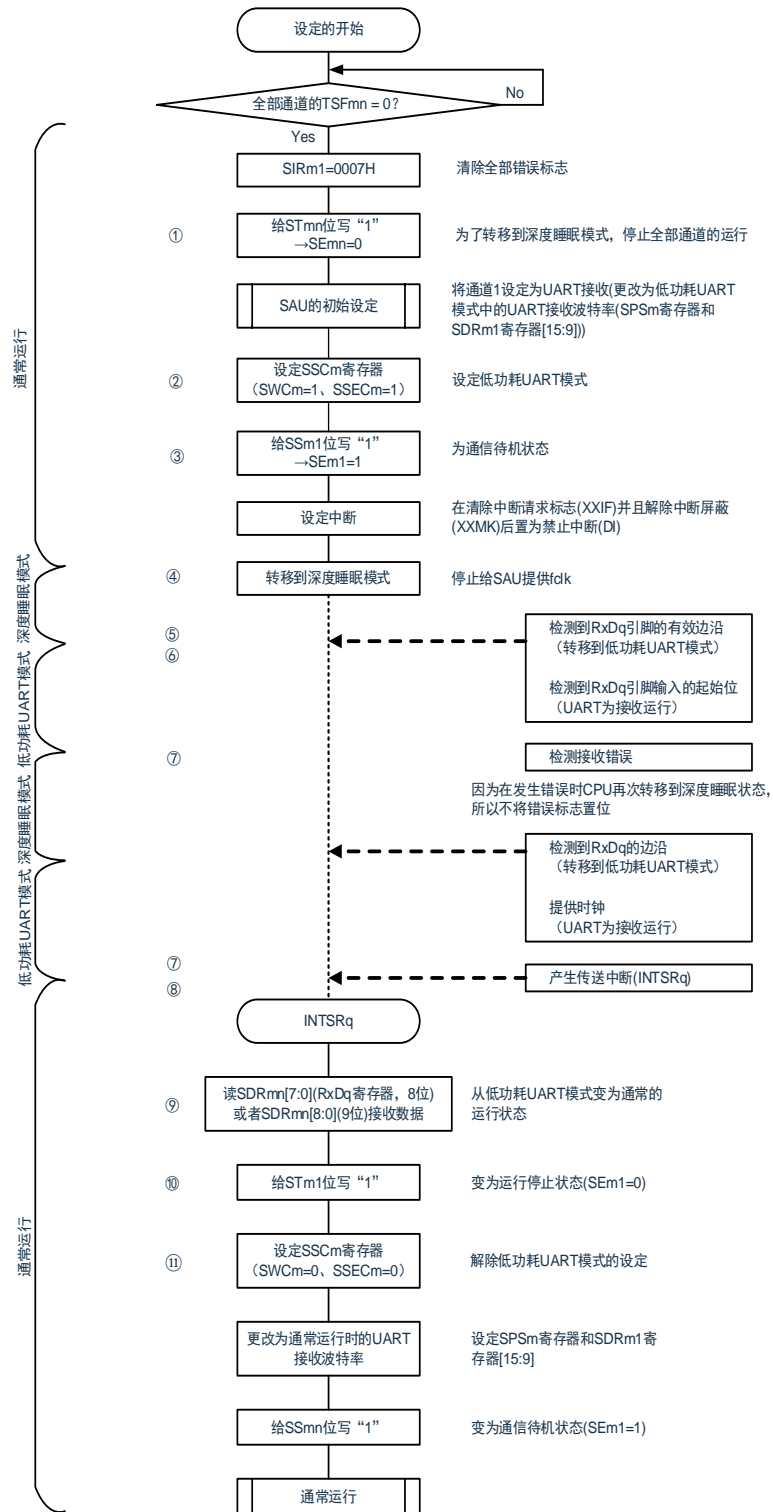 设定的开始
全部通道的TSFmn = 0？
No
Yes
SIRm1=0007H
清除全部错误标志
①
给STmn位写“1”
→SEmn=0
为了转移到深度睡眠模式，停止全部通道的运行
SAU的初始设定
将通道1设定为UART接收(更改为低功耗UART
模式中的UART接收波特率(SPSm寄存器和
SDRm1寄存器[15:9]))
通常运行
②
设定SSCm寄存器
（SWCm=1、SSECm=1）
设定低功耗UART模式
③
给SSm1位写“1”
→SEm1=1
为通信待机状态
设定中断
在清除中断请求标志(XXIF)并且解除中断屏蔽
(XXMK)后置为禁止中断(DI)
④
转移到深度睡眠模式
停止给SAU提供fclk
深度睡眠模式
⑤
⑥
检测到RxDq引脚的有效边沿
（转移到低功耗UART模式）
检测到RxDq引脚输入的起始位
（UART为接收运行）
低功耗UART模式
⑦
检测接收错误
因为在发生错误时CPU再次转移到深度睡眠状态，
所以不将错误标志置位
深度睡眠模式
检测到RxDq的边沿
（转移到低功耗UART模式）
提供时钟
（UART为接收运行）
低功耗UART模式
⑦
⑧
产生传送中断(INTSRq)
INTSRq
⑨
读SDRmn[7:0](RxDq寄存器，8位)
或者SDRmn[8:0](9位)接收数据
从低功耗UART模式变为通常的
运行状态
⑩
给STm1位写“1”
变为运行停止状态(SEm1=0)
通常运行
⑪
设定SSCm寄存器
（SWCm=0、SSECm=0）
解除低功耗UART模式的设定
更改为通常运行时的UART
接收波特率
设定SPSm寄存器和SDRm1寄
存器[15:9]
给SSmn位写“1”
变为通信待机状态(SEm1=1)
通常运行